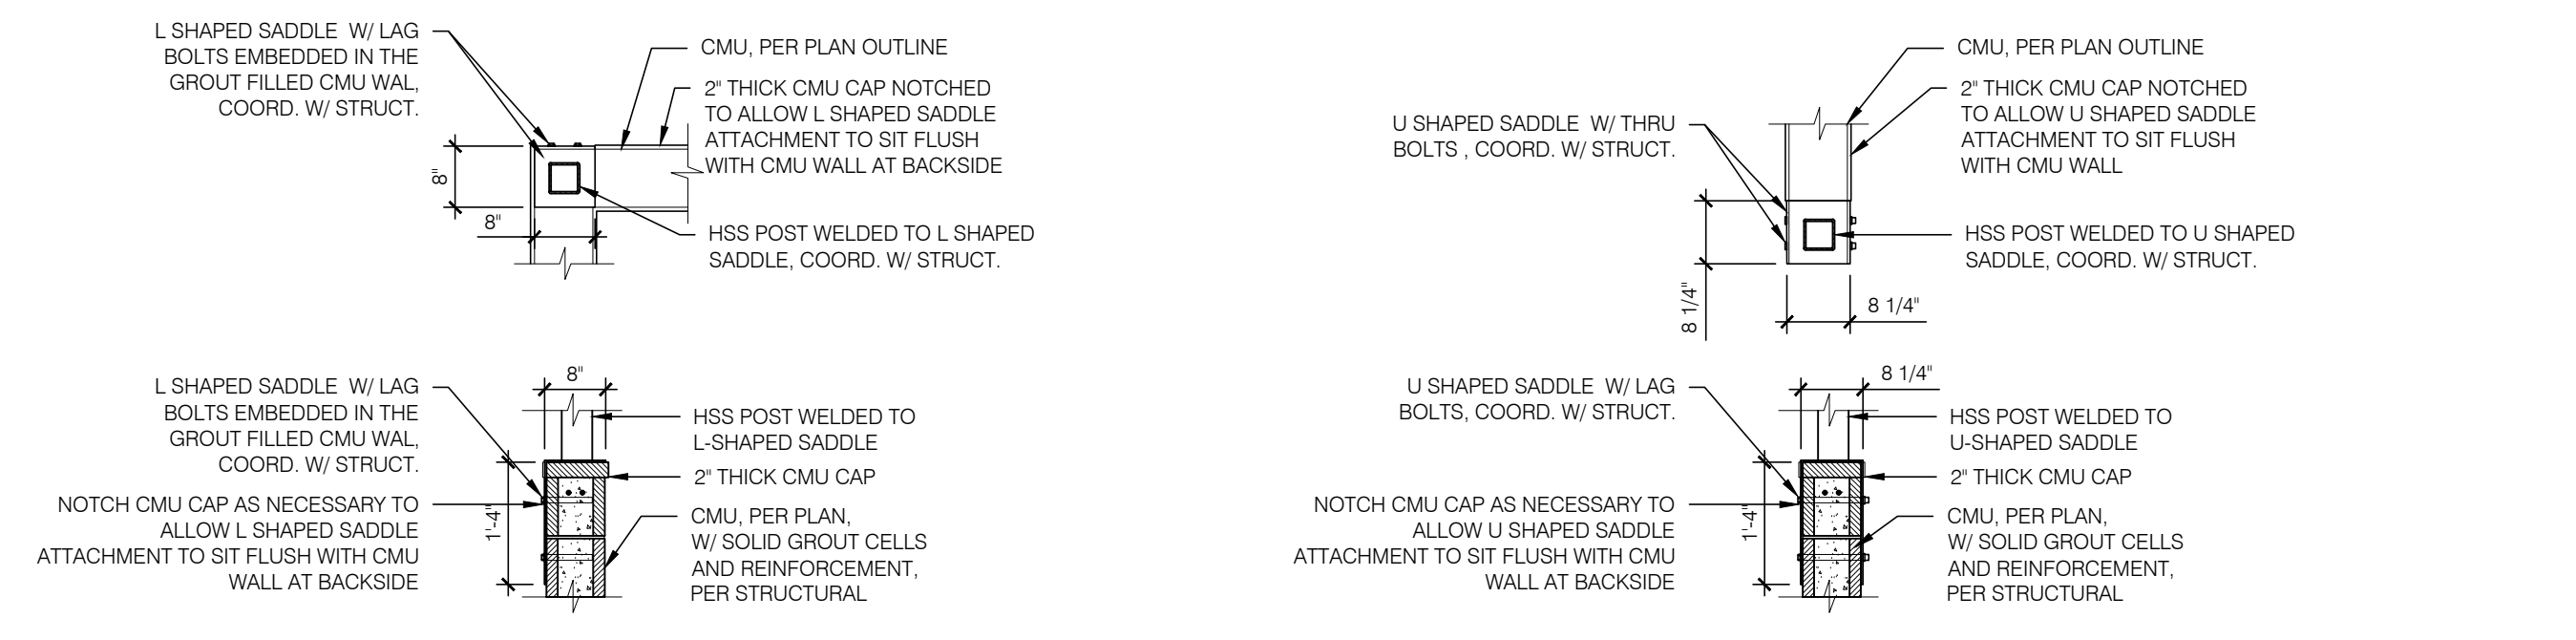 L SHAPED SADDLE W/ LAG
BOLTS EMBEDDED IN THE
GROUT FILLED CMU WAL,
COORD. W/ STRUCT.
CMU, PER PLAN OUTLINE
2" THICK CMU CAP NOTCHED
TO ALLOW L SHAPED SADDLE
ATTACHMENT TO SIT FLUSH
WITH CMU WALL AT BACKSIDE
8"
8"
HSS POST WELDED TO L SHAPED
SADDLE, COORD. W/ STRUCT.
U SHAPED SADDLE W/ THRU
BOLTS , COORD. W/ STRUCT.
CMU, PER PLAN OUTLINE
2" THICK CMU CAP NOTCHED
TO ALLOW U SHAPED SADDLE
ATTACHMENT TO SIT FLUSH
WITH CMU WALL
HSS POST WELDED TO U SHAPED
SADDLE, COORD. W/ STRUCT.
8 1/4"
8 1/4"
L SHAPED SADDLE W/ LAG
BOLTS EMBEDDED IN THE
GROUT FILLED CMU WAL,
COORD. W/ STRUCT.
NOTCH CMU CAP AS NECESSARY TO
ALLOW L SHAPED SADDLE
ATTACHMENT TO SIT FLUSH WITH CMU
WALL AT BACKSIDE
8"
1'-4"
HSS POST WELDED TO
L-SHAPED SADDLE
2" THICK CMU CAP
CMU, PER PLAN,
W/ SOLID GROUT CELLS
AND REINFORCEMENT,
PER STRUCTURAL
U SHAPED SADDLE W/ LAG
BOLTS, COORD. W/ STRUCT.
NOTCH CMU CAP AS NECESSARY TO
ALLOW U SHAPED SADDLE
ATTACHMENT TO SIT FLUSH WITH CMU
WALL AT BACKSIDE
8 1/4"
1'-4"
HSS POST WELDED TO
U-SHAPED SADDLE
2" THICK CMU CAP
CMU, PER PLAN,
W/ SOLID GROUT CELLS
AND REINFORCEMENT,
PER STRUCTURAL